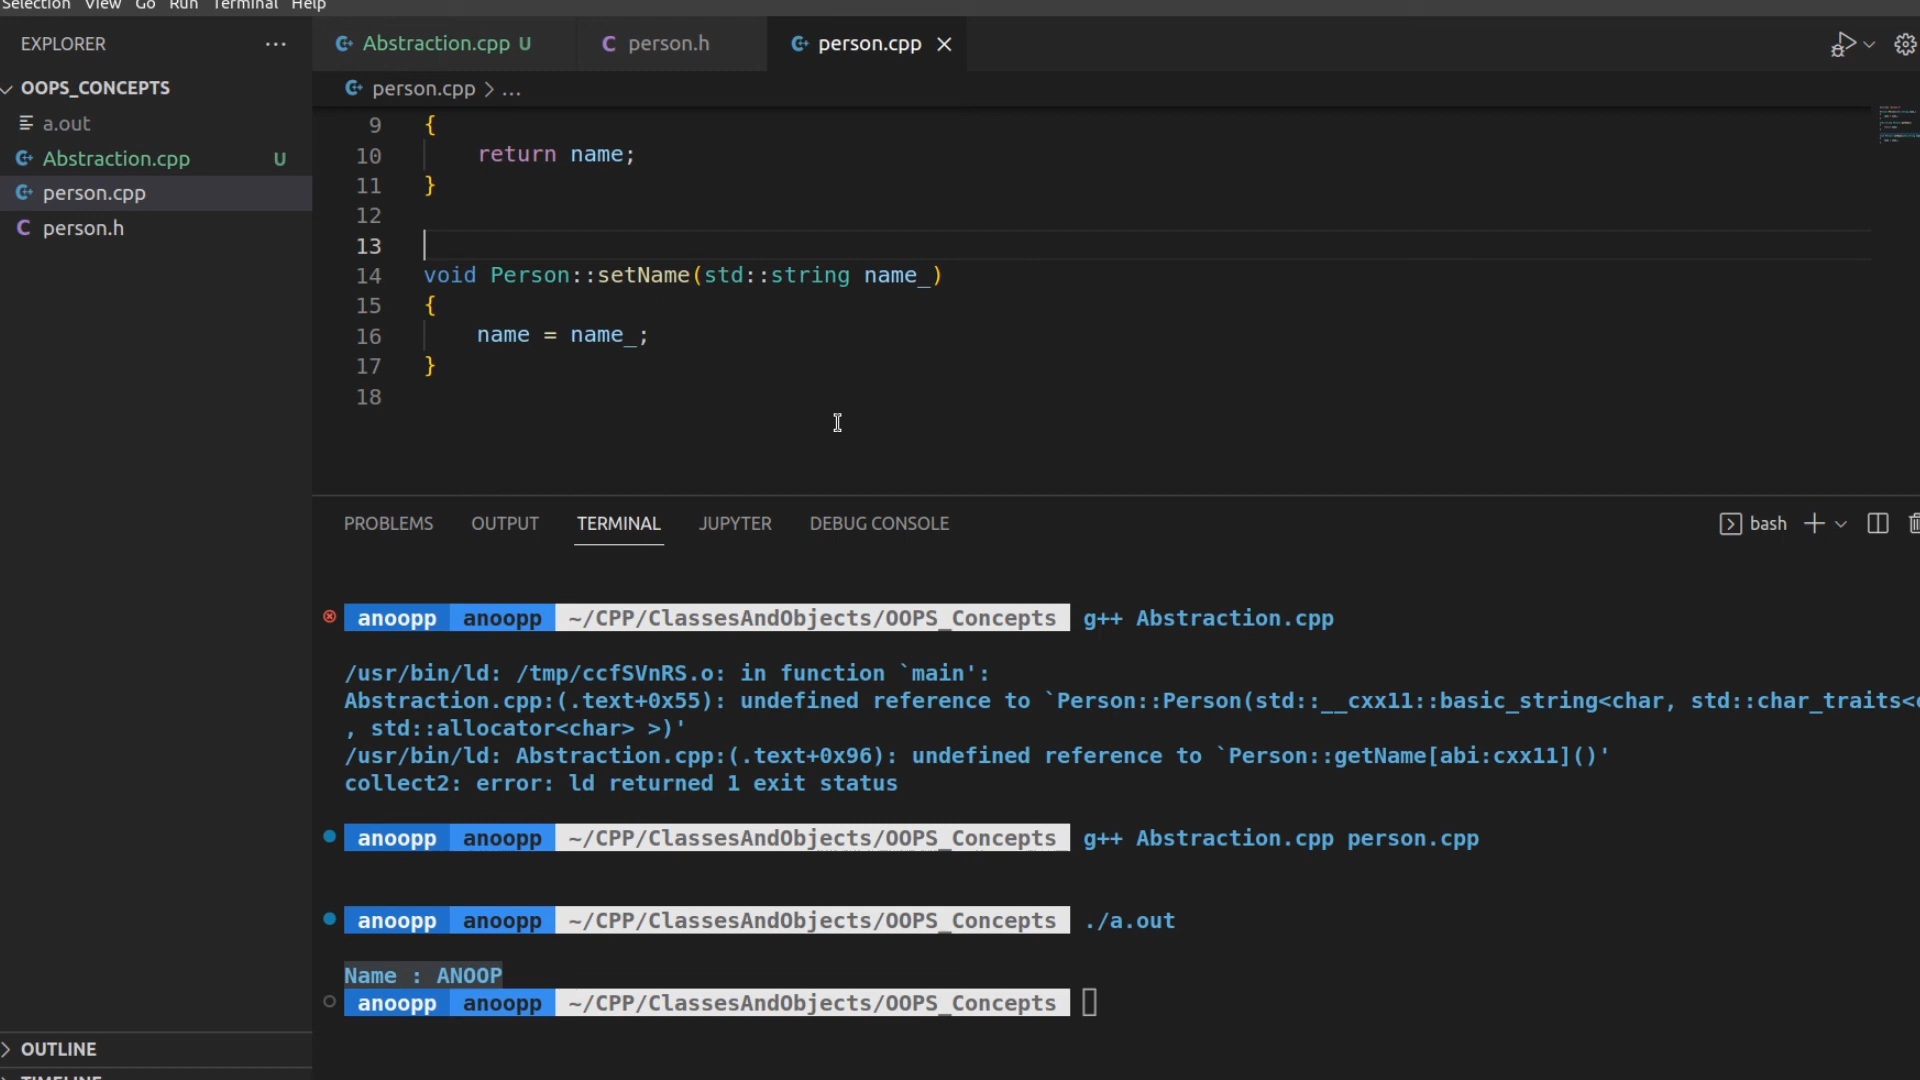 Selection View Go Run Terminal Help
EXPLORER ...
Abstraction.cpp U
person.h
person.cpp
OOPS_CONCEPTS
a.out
Abstraction.cpp U
person.cpp
person.h
person.cpp > ...
9 {
10 return name;
11 }
12
13
14 void Person::setName(std::string name_)
15 {
16 name = name_;
17 }
18
PROBLEMS OUTPUT TERMINAL JUPYTER DEBUG CONSOLE
bash
anoopp anoopp ~/CPP/ClassesAndObjects/OOPS_Concepts g++ Abstraction.cpp
/usr/bin/ld: /tmp/ccfSVnRS.o: in function `main':
Abstraction.cpp:(.text+0x55): undefined reference to `Person::Person(std::__cxx11::basic_string<char, std::char_traits<
, std::allocator<char> >)'
/usr/bin/ld: Abstraction.cpp:(.text+0x96): undefined reference to `Person::getName[abi:cxx11]()'
collect2: error: ld returned 1 exit status
anoopp anoopp ~/CPP/ClassesAndObjects/OOPS_Concepts g++ Abstraction.cpp person.cpp
anoopp anoopp ~/CPP/ClassesAndObjects/OOPS_Concepts ./a.out
Name : ANOOP
anoopp anoopp ~/CPP/ClassesAndObjects/OOPS_Concepts
OUTLINE
TIMELINE